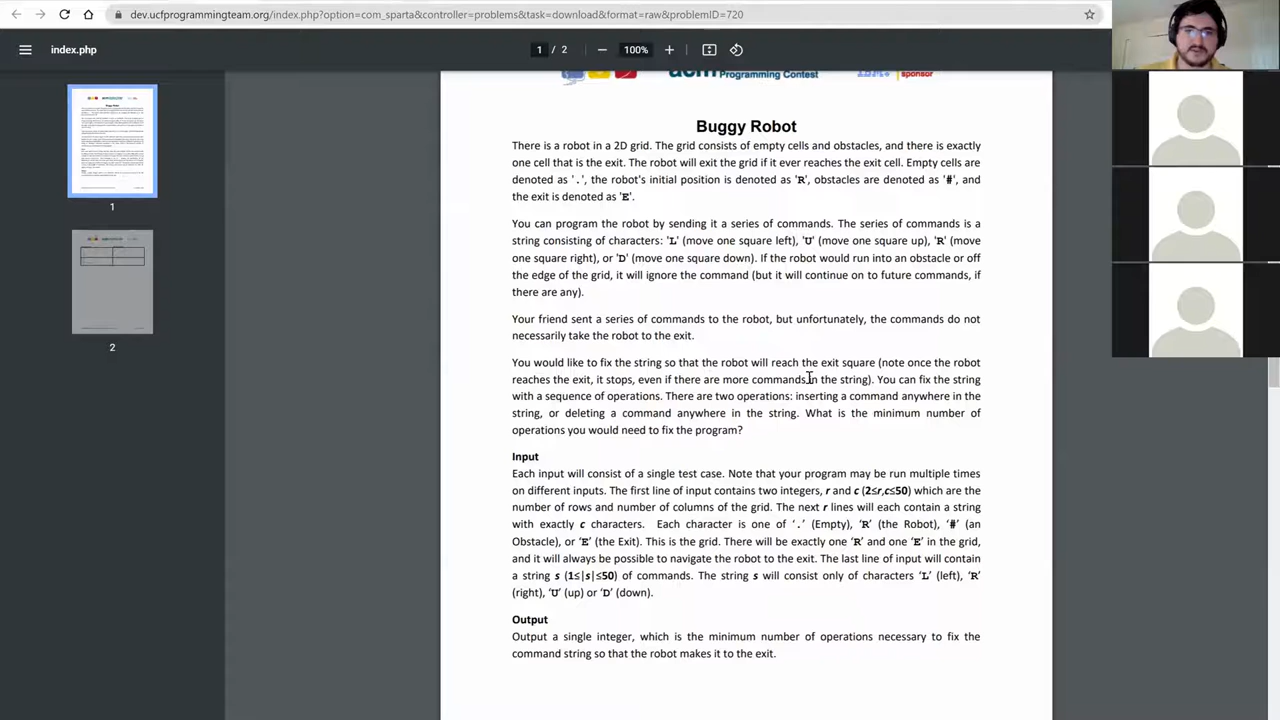 dev.ucfprogrammingteam.org/index.php?option=com_sparta&controller=problems&task=download&format=raw&problemID=720
index.php
1 / 2
100%
1
2
acm
Programming Contest
sponsor
Buggy Robot
There is a robot in a 2D grid. The grid consists of empty cells and obstacles, and there is exactly
one cell that is the exit. The robot will exit the grid if it ever reaches the exit cell. Empty cells are
denoted as '.', the robot's initial position is denoted as 'R', obstacles are denoted as '#', and
the exit is denoted as 'E'.
You can program the robot by sending it a series of commands. The series of commands is a
string consisting of characters: 'L' (move one square left), 'U' (move one square up), 'R' (move
one square right), or 'D' (move one square down). If the robot would run into an obstacle or off
the edge of the grid, it will ignore the command (but it will continue on to future commands, if
there are any).
Your friend sent a series of commands to the robot, but unfortunately, the commands do not
necessarily take the robot to the exit.
You would like to fix the string so that the robot will reach the exit square (note once the robot
reaches the exit, it stops, even if there are more commands in the string). You can fix the string
with a sequence of operations. There are two operations: inserting a command anywhere in the
string, or deleting a command anywhere in the string. What is the minimum number of
operations you would need to fix the program?
Input
Each input will consist of a single test case. Note that your program may be run multiple times
on different inputs. The first line of input contains two integers, r and c (2≤r,c≤50) which are the
number of rows and number of columns of the grid. The next r lines will each contain a string
with exactly c characters. Each character is one of '.' (Empty), 'R' (the Robot), '#' (an
Obstacle), or 'E' (the Exit). This is the grid. There will be exactly one 'R' and one 'E' in the grid,
and it will always be possible to navigate the robot to the exit. The last line of input will contain
a string s (1≤|s|≤50) of commands. The string s will consist only of characters 'L' (left), 'R'
(right), 'U' (up) or 'D' (down).
Output
Output a single integer, which is the minimum number of operations necessary to fix the
command string so that the robot makes it to the exit.